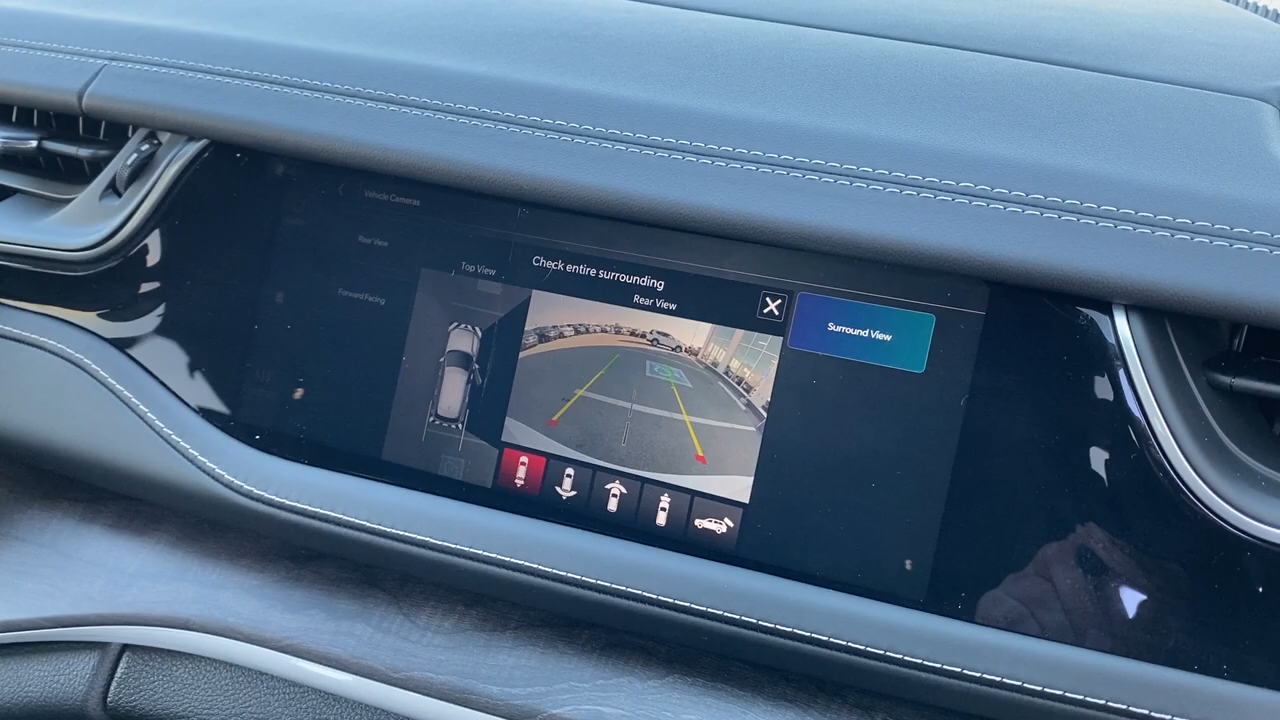 Vehicle Cameras
Rear View
Forward Facing
Top View
Check entire surrounding
Rear View
Surround View